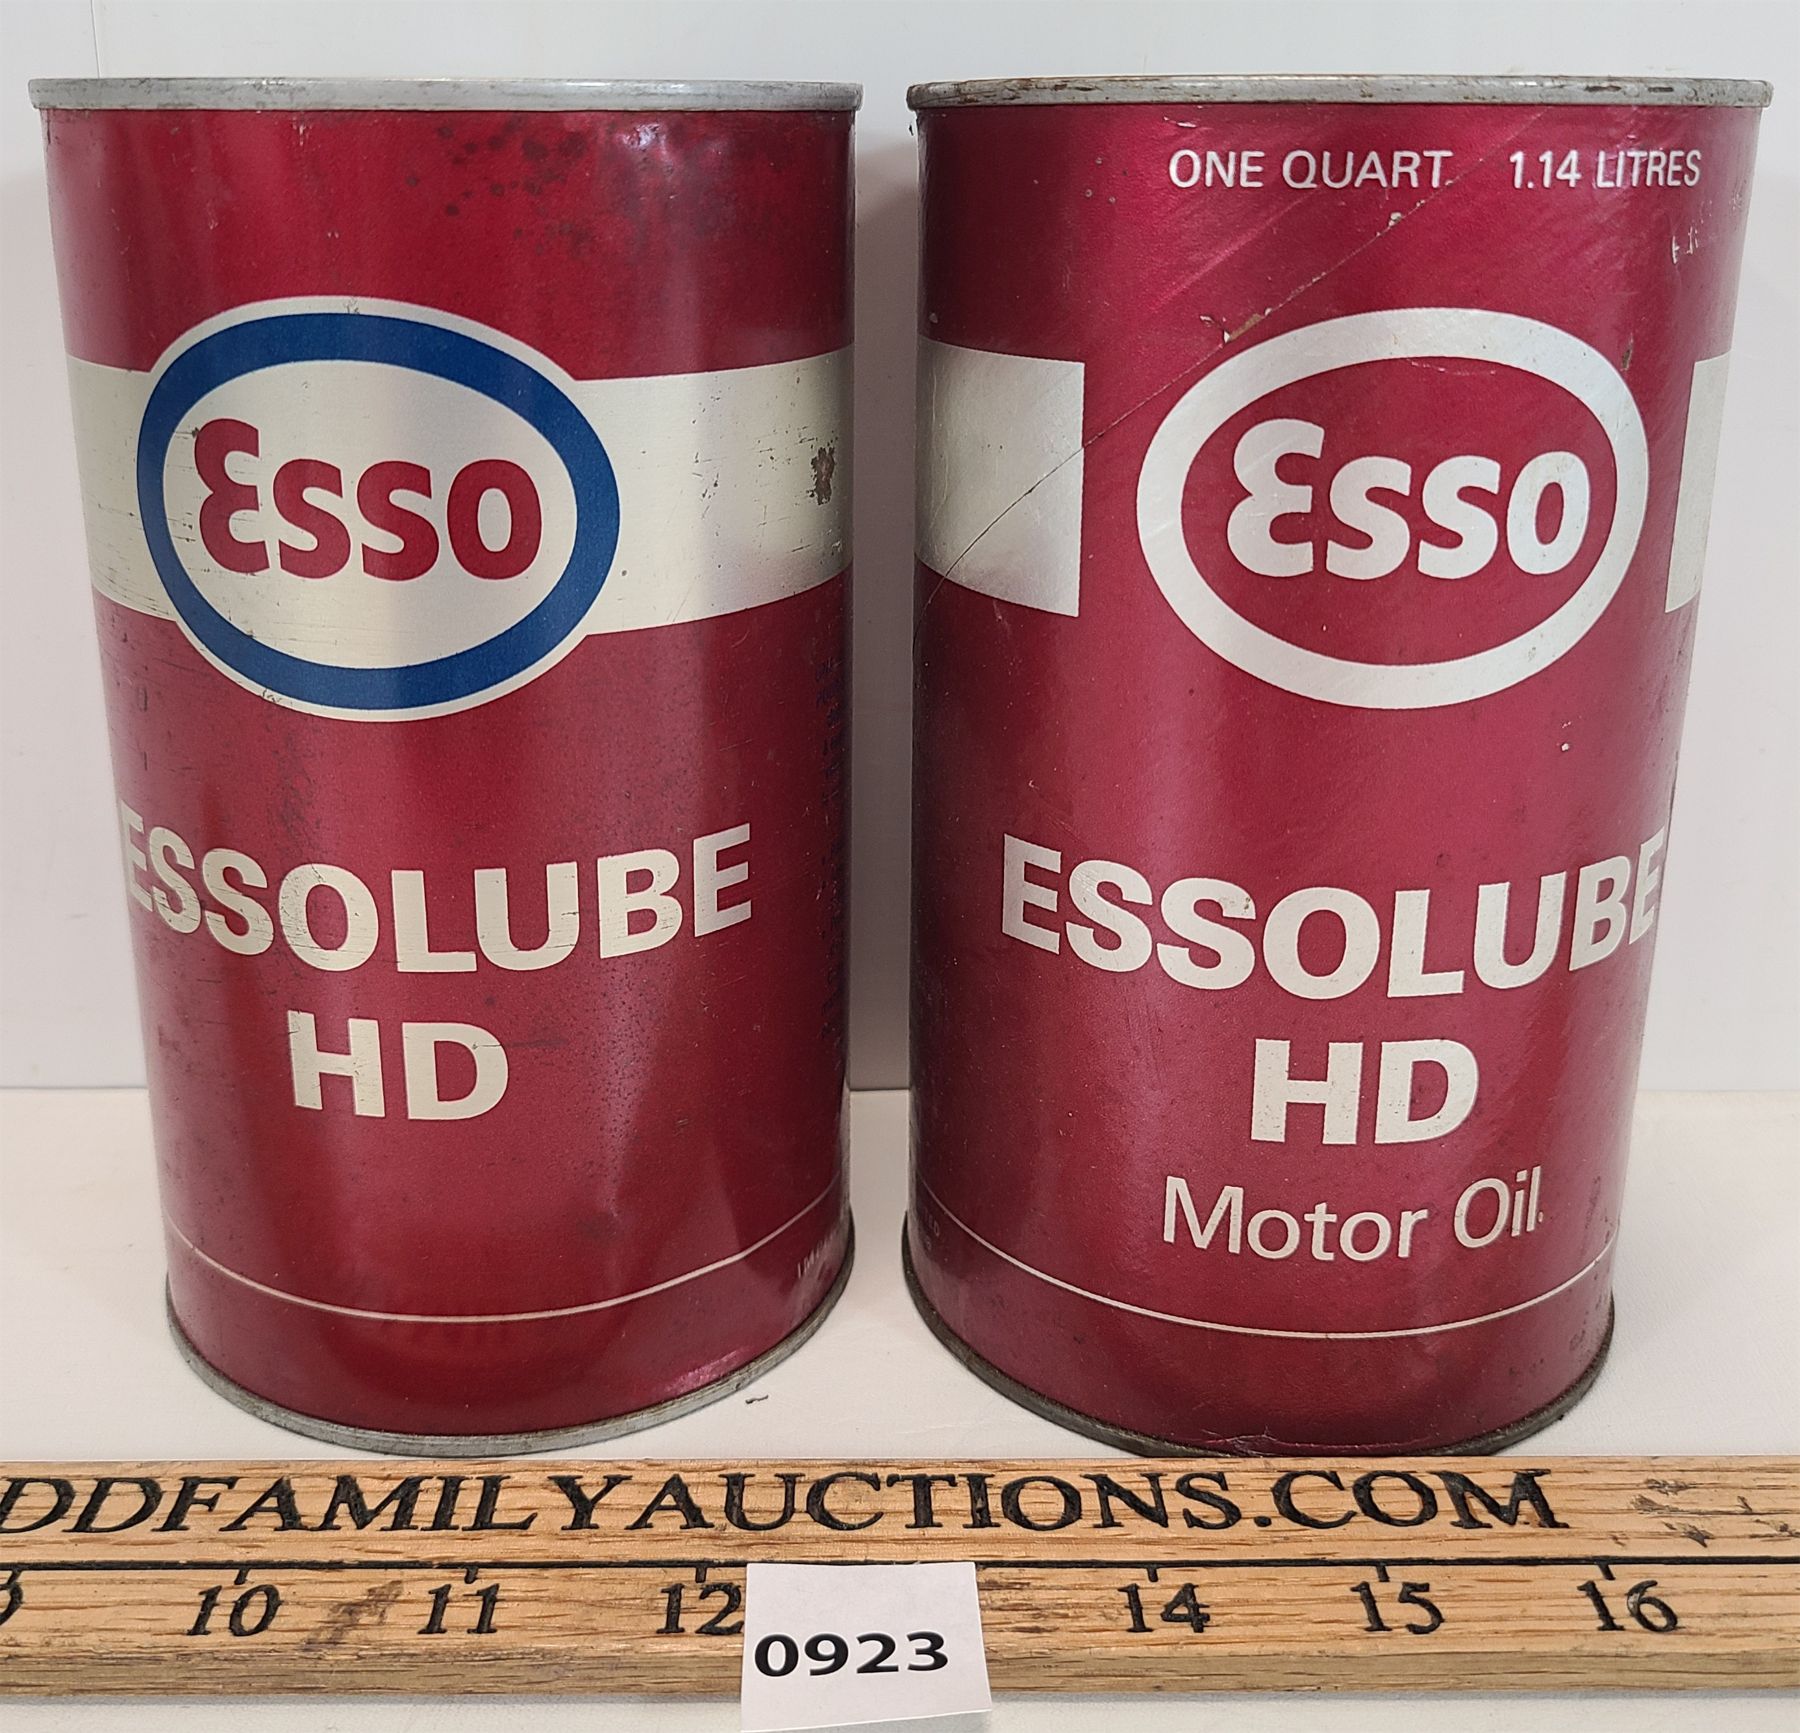 Esso
ESSOLUBE
HD
ONE QUART 1.14 LITRES
Esso
ESSOLUBE
HD
Motor Oil.
DDFAMILYAUCTIONS.COM
10 11 12 14 15 16
0923